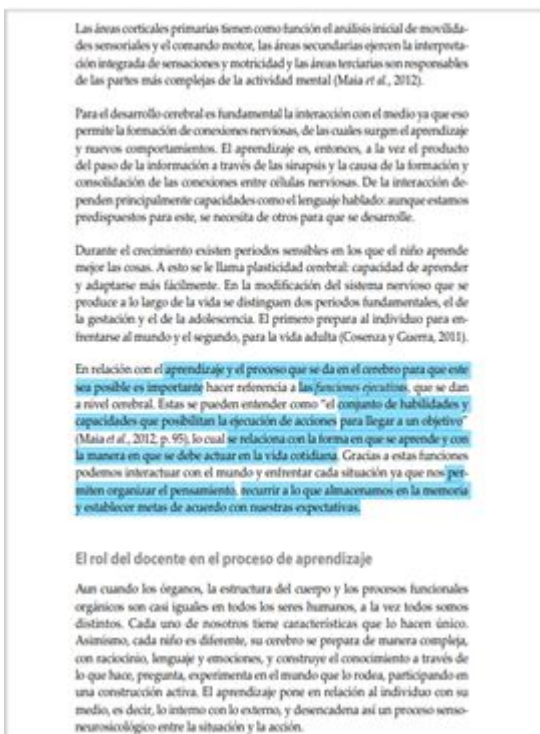 Las áreas corticales primarias tienen como función el análisis inicial de movilida-
des sensoriales y el comando motor, las áreas secundarias ejercen la interpreta-
ción integrada de sensaciones y motricidad y las áreas terciarias son responsables
de las partes más complejas de la actividad mental (Maia et al., 2012).
Para el desarrollo cerebral es fundamental la interacción con el medio ya que eso
permite la formación de conexiones nerviosas, de las cuales surgen el aprendizaje
y nuevos comportamientos. El aprendizaje es, entonces, a la vez el producto
del paso de la información a través de las sinapsis y la causa de la formación y
consolidación de las conexiones entre células nerviosas. De la interacción de-
penden principalmente capacidades como el lenguaje hablado: aunque estamos
predispuestos para este, se necesita de otros para que se desarrolle.
Durante el crecimiento existen periodos sensibles en los que el niño aprende
mejor las cosas. A esto se le llama plasticidad cerebral: capacidad de aprender
y adaptarse más fácilmente. En la modificación del sistema nervioso que se
produce a lo largo de la vida se distinguen dos periodos fundamentales, el de
la gestación y el de la adolescencia. El primero prepara al individuo para en-
frentarse al mundo y el segundo, para la vida adulta (Cosenza y Guerra, 2011).
En relación con el aprendizaje y el proceso que se da en el cerebro para que este
sea posible es importante hacer referencia a las funciones ejecutivas, que se dan
a nivel cerebral. Estas se pueden entender como "el conjunto de habilidades y
capacidades que posibilitan la ejecución de acciones para llegar a un objetivo"
(Maia et al., 2012, p. 95), lo cual se relaciona con la forma en que se aprende y con
la manera en que se debe actuar en la vida cotidiana. Gracias a estas funciones
podemos interactuar con el mundo y enfrentar cada situación ya que nos per-
miten organizar el pensamiento, recurrir a lo que almacenamos en la memoria
y establecer metas de acuerdo con nuestras expectativas.
El rol del docente en el proceso de aprendizaje
Aun cuando los órganos, la estructura del cuerpo y los procesos funcionales
orgánicos son casi iguales en todos los seres humanos, a la vez todos somos
distintos. Cada uno de nosotros tiene características que lo hacen único.
Asimismo, cada niño es diferente, su cerebro se prepara de manera compleja,
con raciocinio, lenguaje y emociones, y construye el conocimiento a través de
lo que hace, pregunta, experimenta en el mundo que lo rodea, participando en
una construcción activa. El aprendizaje pone en relación al individuo con su
medio, es decir, lo interno con lo externo, y desencadena así un proceso senso-
neurosicológico entre la situación y la acción.